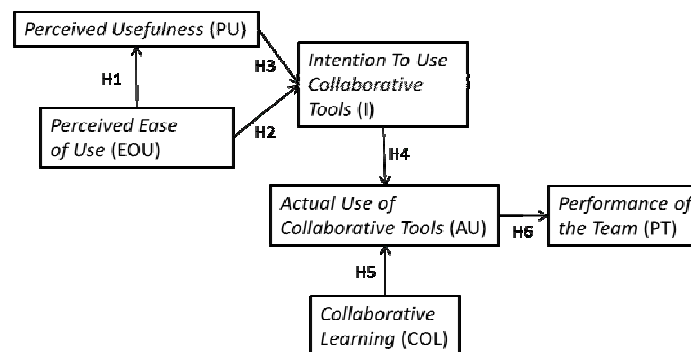 Perceived Usefulness (PU)
H1
H3
Intention To Use
Collaborative
Tools (I)
Perceived Ease
of Use (EOU)
H2
H4
Actual Use of
Collaborative Tools (AU)
H6
Performance of
the Team (PT)
H5
Collaborative
Learning (COL)